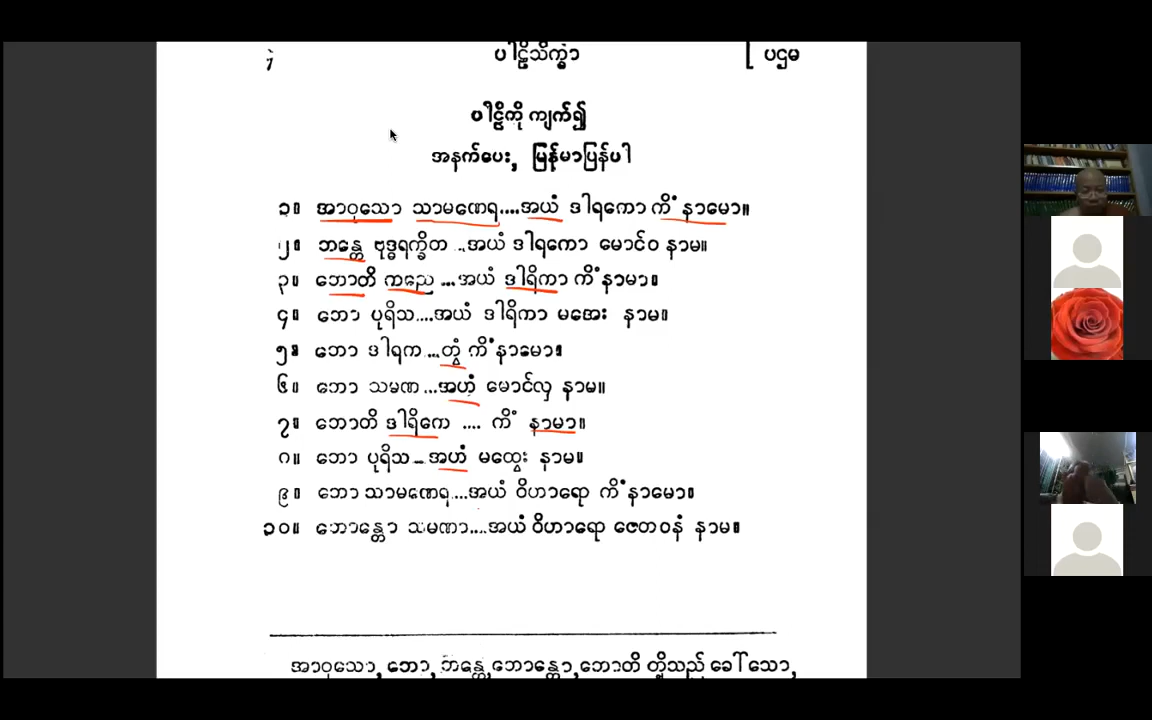 ပါဠိသိက္ခာ [ ပဌမ
ပါဠိကို ကျက်၍
အနက်ပေး, မြန်မာပြန်ပါ
၁။ အာဝုသော သာမဏေရ....အယံ ဒါရကော ကိံ နာမော။
၂။ ဘန္တေ ဗုဒ္ဓရက္ခိတ ...အယံ ဒါရကော မောင်ဝ နာမ။
၃။ ဘောတိ ကညေ ...အယံ ဒါရိကာ ကိံ နာမာ။
၄။ ဘော ပုရိသ....အယံ ဒါရိကာ မအေး နာမ။
၅။ ဘော ဒါရက ...တွံ ကိံ နာမော။
၆။ ဘော သမဏ ...အဟံ မောင်လှ နာမ။
၇။ ဘောတိ ဒါရိကေ .... ကိံ နာမာ။
၈။ ဘော ပုရိသ ...အဟံ မထွေး နာမ။
၉။ ဘော သာမဏေရ....အယံ ဝိဟာရော ကိံ နာမော။
၁၀။ ဘောန္တော သမဏာ....အယံ ဝိဟာရော ဇေတဝနံ နာမ။
အာဝုသော, ဘော, ဘန္တေ, ဘောန္တော, ဘောတိ တို့သည် ခေါ်သော,